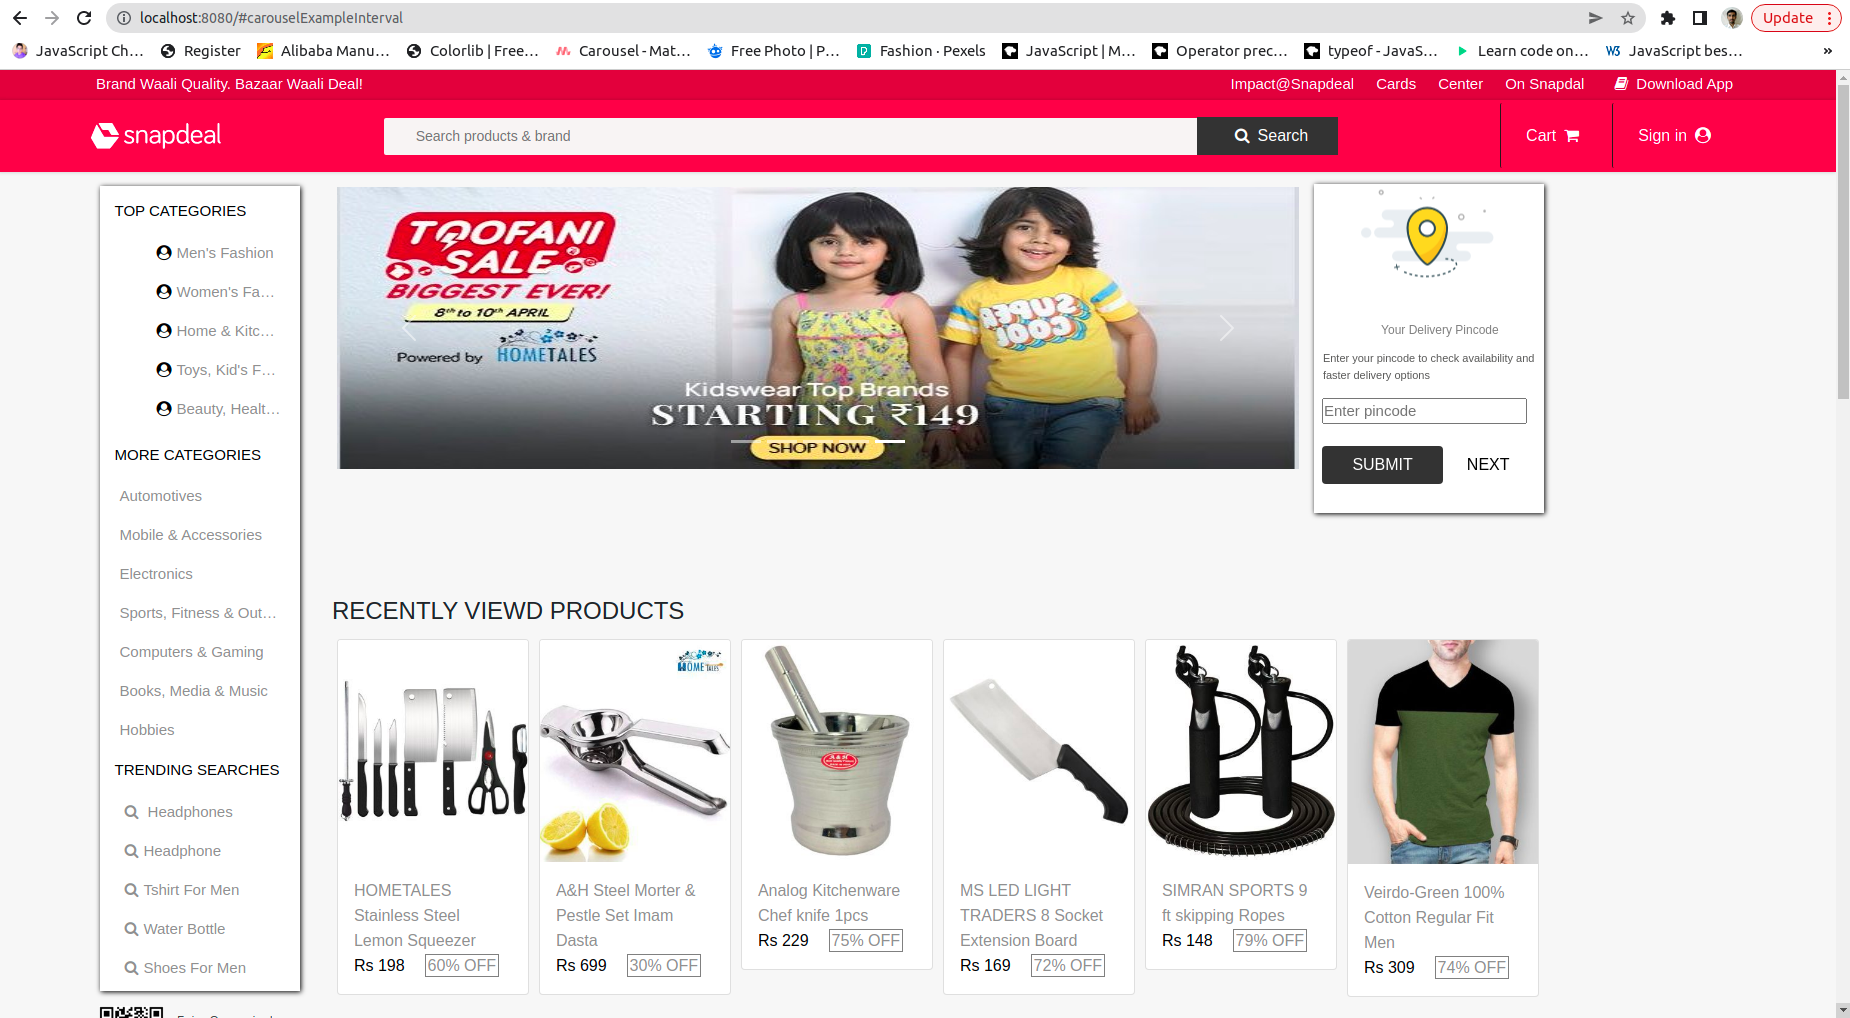 localhost:8080/#carouselExampleInterval
Update
JavaScript Ch…
Register
Alibaba Manu…
Colorlib | Free…
Carousel - Mat…
Free Photo | P…
Fashion · Pexels
JavaScript | M…
Operator prec…
typeof - JavaS…
Learn code on…
W3 JavaScript bes…
»
Brand Waali Quality. Bazaar Waali Deal!
Impact@Snapdeal
Cards
Center
On Snapdal
Download App
snapdeal
Search products & brand
Search
Cart
Sign in
TOP CATEGORIES
Men's Fashion
Women's Fa…
Home & Kitc…
Toys, Kid's F…
Beauty, Healt…
MORE CATEGORIES
Automotives
Mobile & Accessories
Electronics
Sports, Fitness & Out…
Computers & Gaming
Books, Media & Music
Hobbies
TRENDING SEARCHES
Headphones
Headphone
Tshirt For Men
Water Bottle
Shoes For Men
TOOFANI
SALE
BIGGEST EVER!
8th to 10th APRIL
Powered by HOMETALES
SUPER
COOL
Kidswear Top Brands
STARTING ₹149
SHOP NOW
Your Delivery Pincode
Enter your pincode to check availability and
faster delivery options
Enter pincode
SUBMIT
NEXT
RECENTLY VIEWD PRODUCTS
HOMETALES
Stainless Steel
Lemon Squeezer
Rs 198 60% OFF
HOMETALES
A&H Steel Morter &
Pestle Set Imam
Dasta
Rs 699 30% OFF
A&H
Analog Kitchenware
Chef knife 1pcs
Rs 229 75% OFF
MS LED LIGHT
TRADERS 8 Socket
Extension Board
Rs 169 72% OFF
SIMRAN SPORTS 9
ft skipping Ropes
Rs 148 79% OFF
Veirdo-Green 100%
Cotton Regular Fit
Men
Rs 309 74% OFF